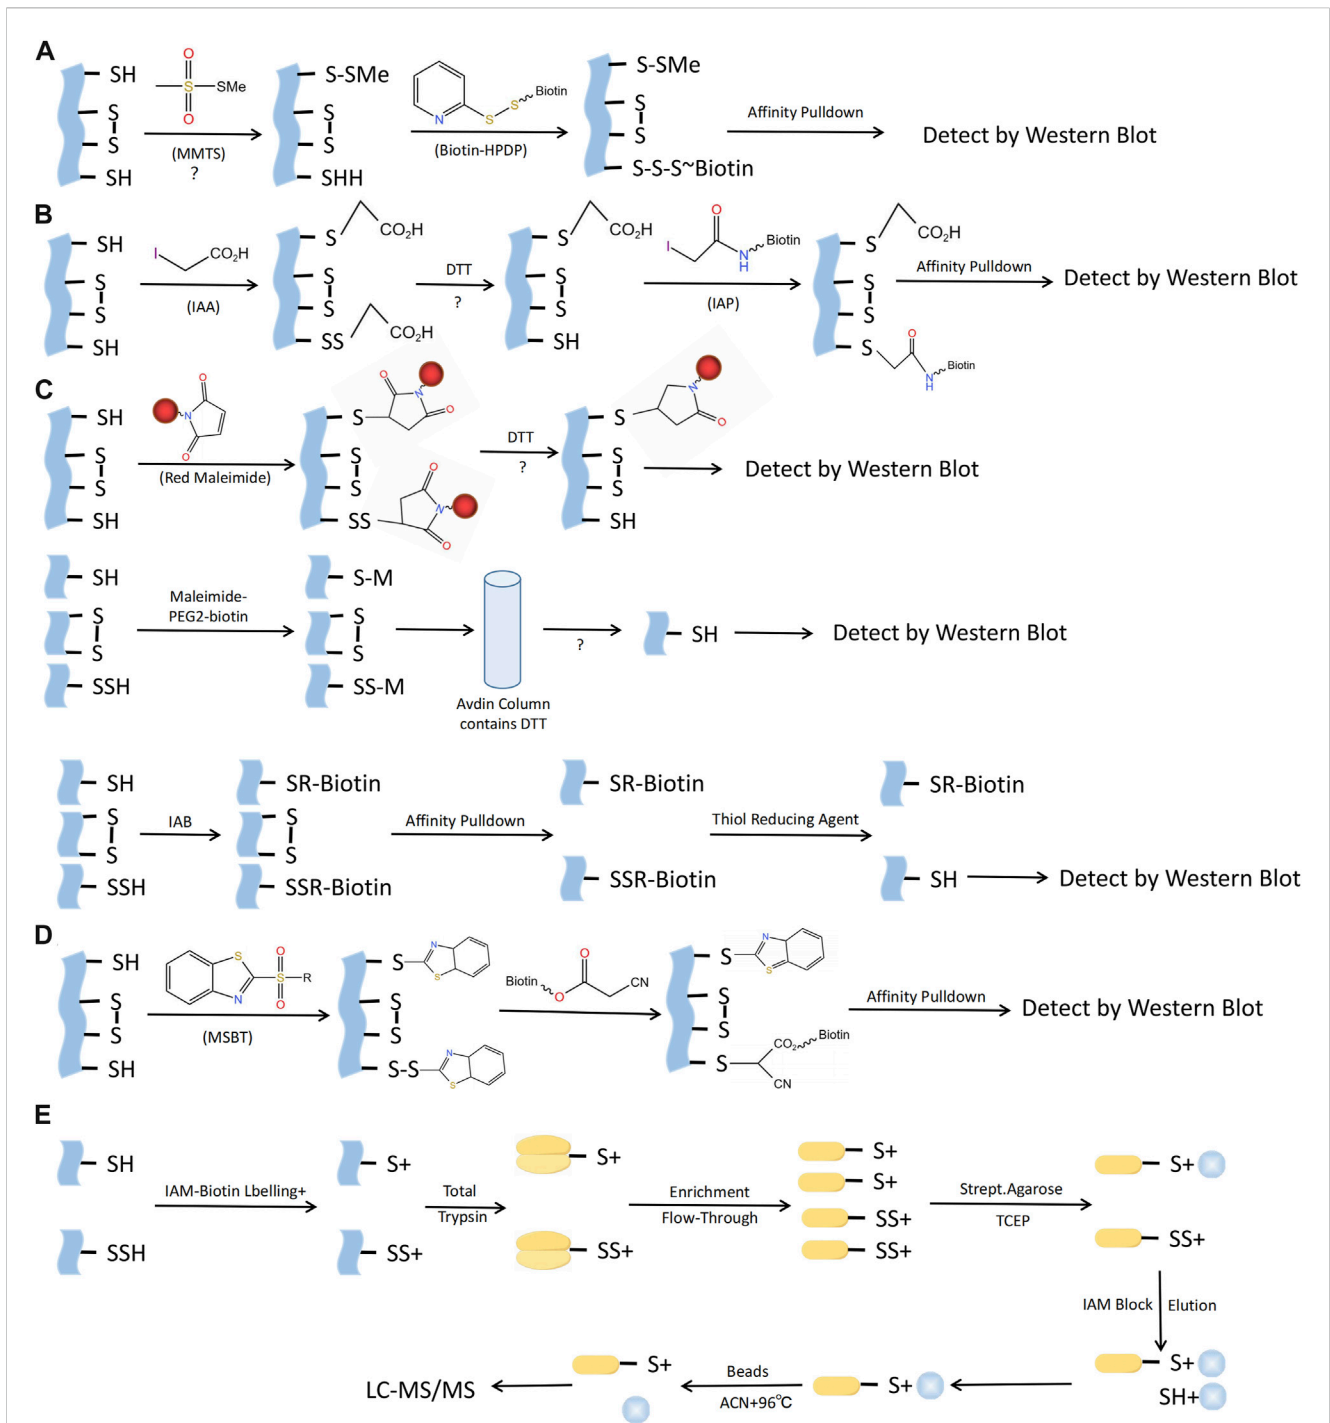 A
SH
S
S
SH
O
S
SMe
O
(MMTS)
?
S-SMe
S
S
SHH
N
S
S
Biotin
(Biotin-HPDP)
S-SMe
S
S
S-S-S~Biotin
Affinity Pulldown
Detect by Western Blot
B
SH
S
S
SH
I
CO₂H
(IAA)
S
CO₂H
S
S
SS
CO₂H
DTT
?
S
CO₂H
S
S
SH
I
O
N
H
Biotin
(IAP)
S
CO₂H
S
S
S
O
N
H
Biotin
Affinity Pulldown
Detect by Western Blot
C
SH
S
S
SH
O
N
O
(Red Maleimide)
S
O
N
O
S
S
SS
O
N
O
DTT
?
S
N
O
S
S
SH
Detect by Western Blot
SH
S
S
SSH
Maleimide-
PEG2-biotin
S-M
S
S
SS-M
Avdin Column
contains DTT
?
SH
Detect by Western Blot
SH
S
S
SSH
IAB
SR-Biotin
S
S
SSR-Biotin
Affinity Pulldown
SR-Biotin
SSR-Biotin
Thiol Reducing Agent
SR-Biotin
SH
Detect by Western Blot
D
SH
S
S
SH
S
N
O
S
R
O
(MSBT)
S
N
S
S
S
S-S
N
S
Biotin
O
O
CN
S
N
S
S
S
S
CO₂
Biotin
CN
Affinity Pulldown
Detect by Western Blot
E
SH
SSH
IAM-Biotin Lbelling+
S+
SS+
Total
Trypsin
S+
SS+
Enrichment
Flow-Through
S+
S+
SS+
SS+
Strept.Agarose
TCEP
S+
SS+
IAM Block
Elution
S+
SH+
S+
Beads
ACN+96℃
S+
LC-MS/MS